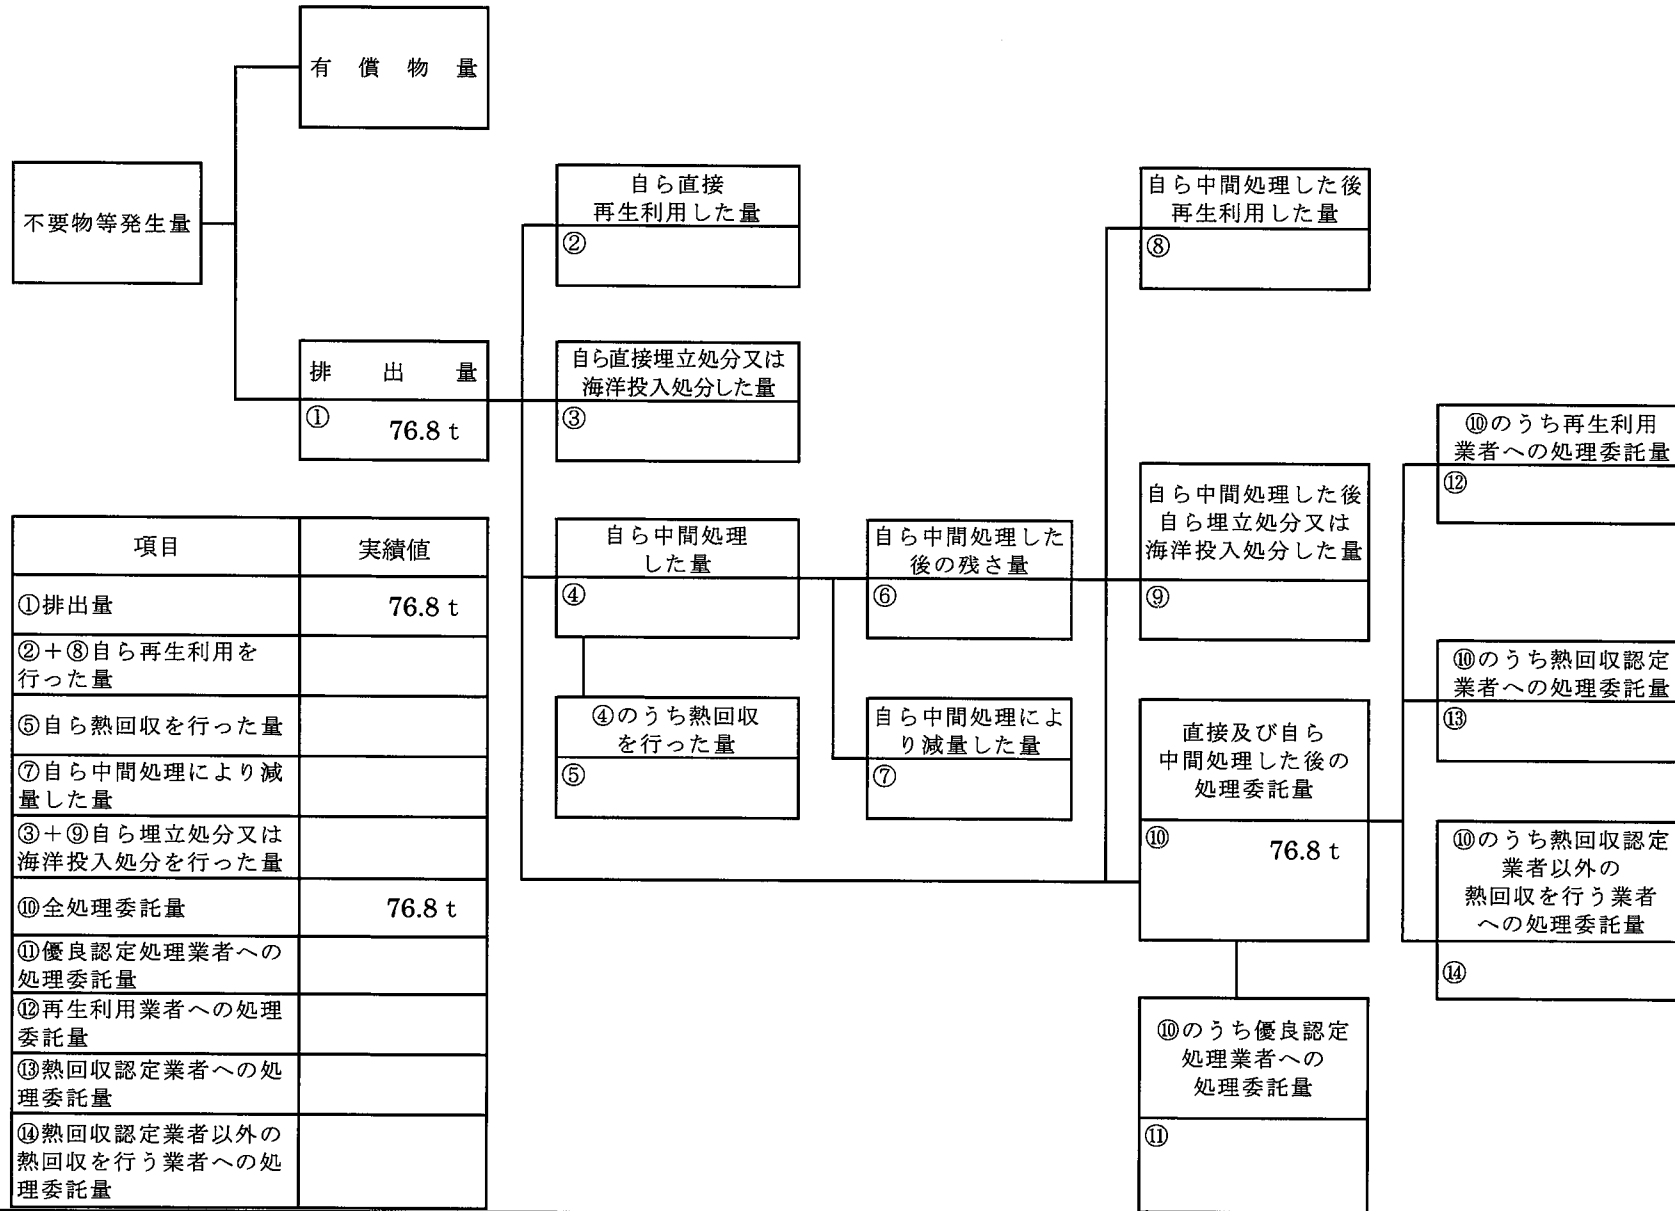 有償物量
不要物等発生量
排出量
① 76.8 t
自ら直接
再生利用した量
②
自ら直接埋立処分又は
海洋投入処分した量
③
自ら中間処理
した量
④
④のうち熱回収
を行った量
⑤
自ら中間処理した
後の残さ量
⑥
自ら中間処理によ
り減量した量
⑦
自ら中間処理した後
再生利用した量
⑧
自ら中間処理した後
自ら埋立処分又は
海洋投入処分した量
⑨
直接及び自ら
中間処理した後の
処理委託量
⑩ 76.8 t
⑩のうち優良認定
処理業者への
処理委託量
⑪
⑩のうち再生利用
業者への処理委託量
⑫
⑩のうち熱回収認定
業者への処理委託量
⑬
⑩のうち熱回収認定
業者以外の
熱回収を行う業者
への処理委託量
⑭
項目 実績値
①排出量 76.8 t
②+⑧自ら再生利用を
行った量
⑤自ら熱回収を行った量
⑦自ら中間処理により減
量した量
③+⑨自ら埋立処分又は
海洋投入処分を行った量
⑩全処理委託量 76.8 t
⑪優良認定処理業者への
処理委託量
⑫再生利用業者への処理
委託量
⑬熱回収認定業者への処
理委託量
⑭熱回収認定業者以外の
熱回収を行う業者への処
理委託量